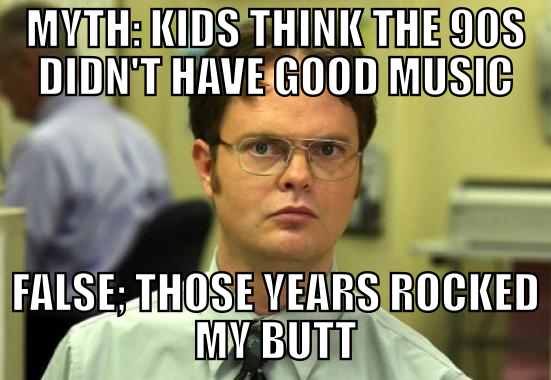 MYTH: KIDS THINK THE 90S
DIDN'T HAVE GOOD MUSIC
FALSE; THOSE YEARS ROCKED
MY BUTT